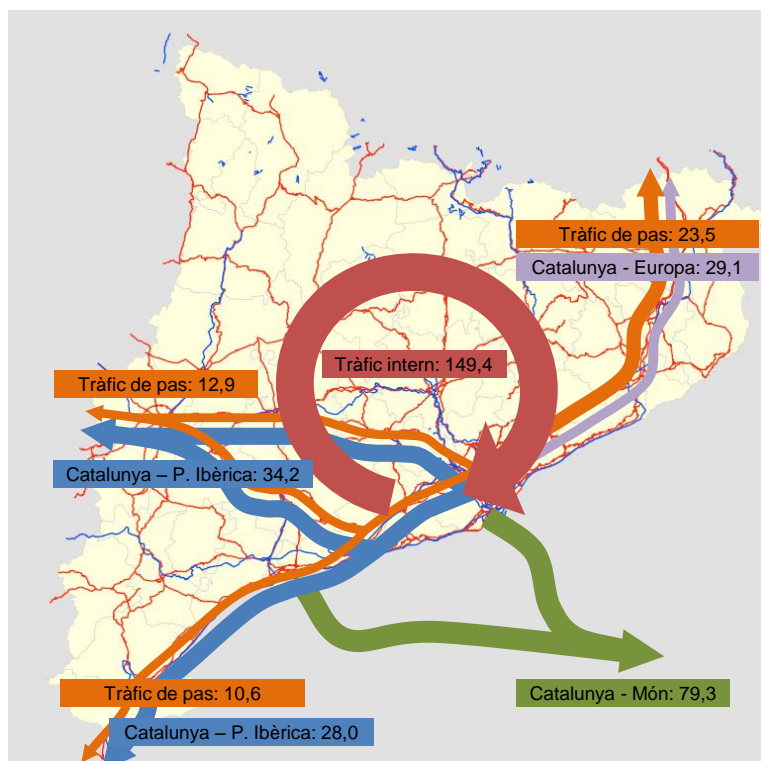 Tràfic de pas: 23,5
Catalunya - Europa: 29,1
Tràfic intern: 149,4
Tràfic de pas: 12,9
Catalunya – P. Ibèrica: 34,2
Tràfic de pas: 10,6
Catalunya - Món: 79,3
Catalunya – P. Ibèrica: 28,0